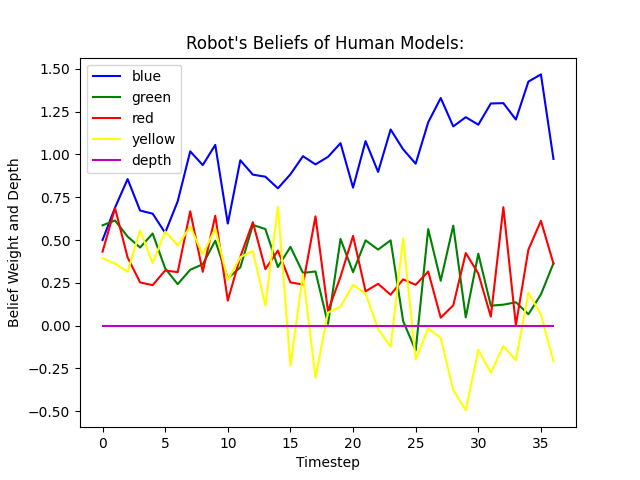 Robot's Beliefs of Human Models:
blue
green
red
yellow
depth
Belief Weight and Depth
1.50
1.25
1.00
0.75
0.50
0.25
0.00
−0.25
−0.50
0 5 10 15 20 25 30 35
Timestep